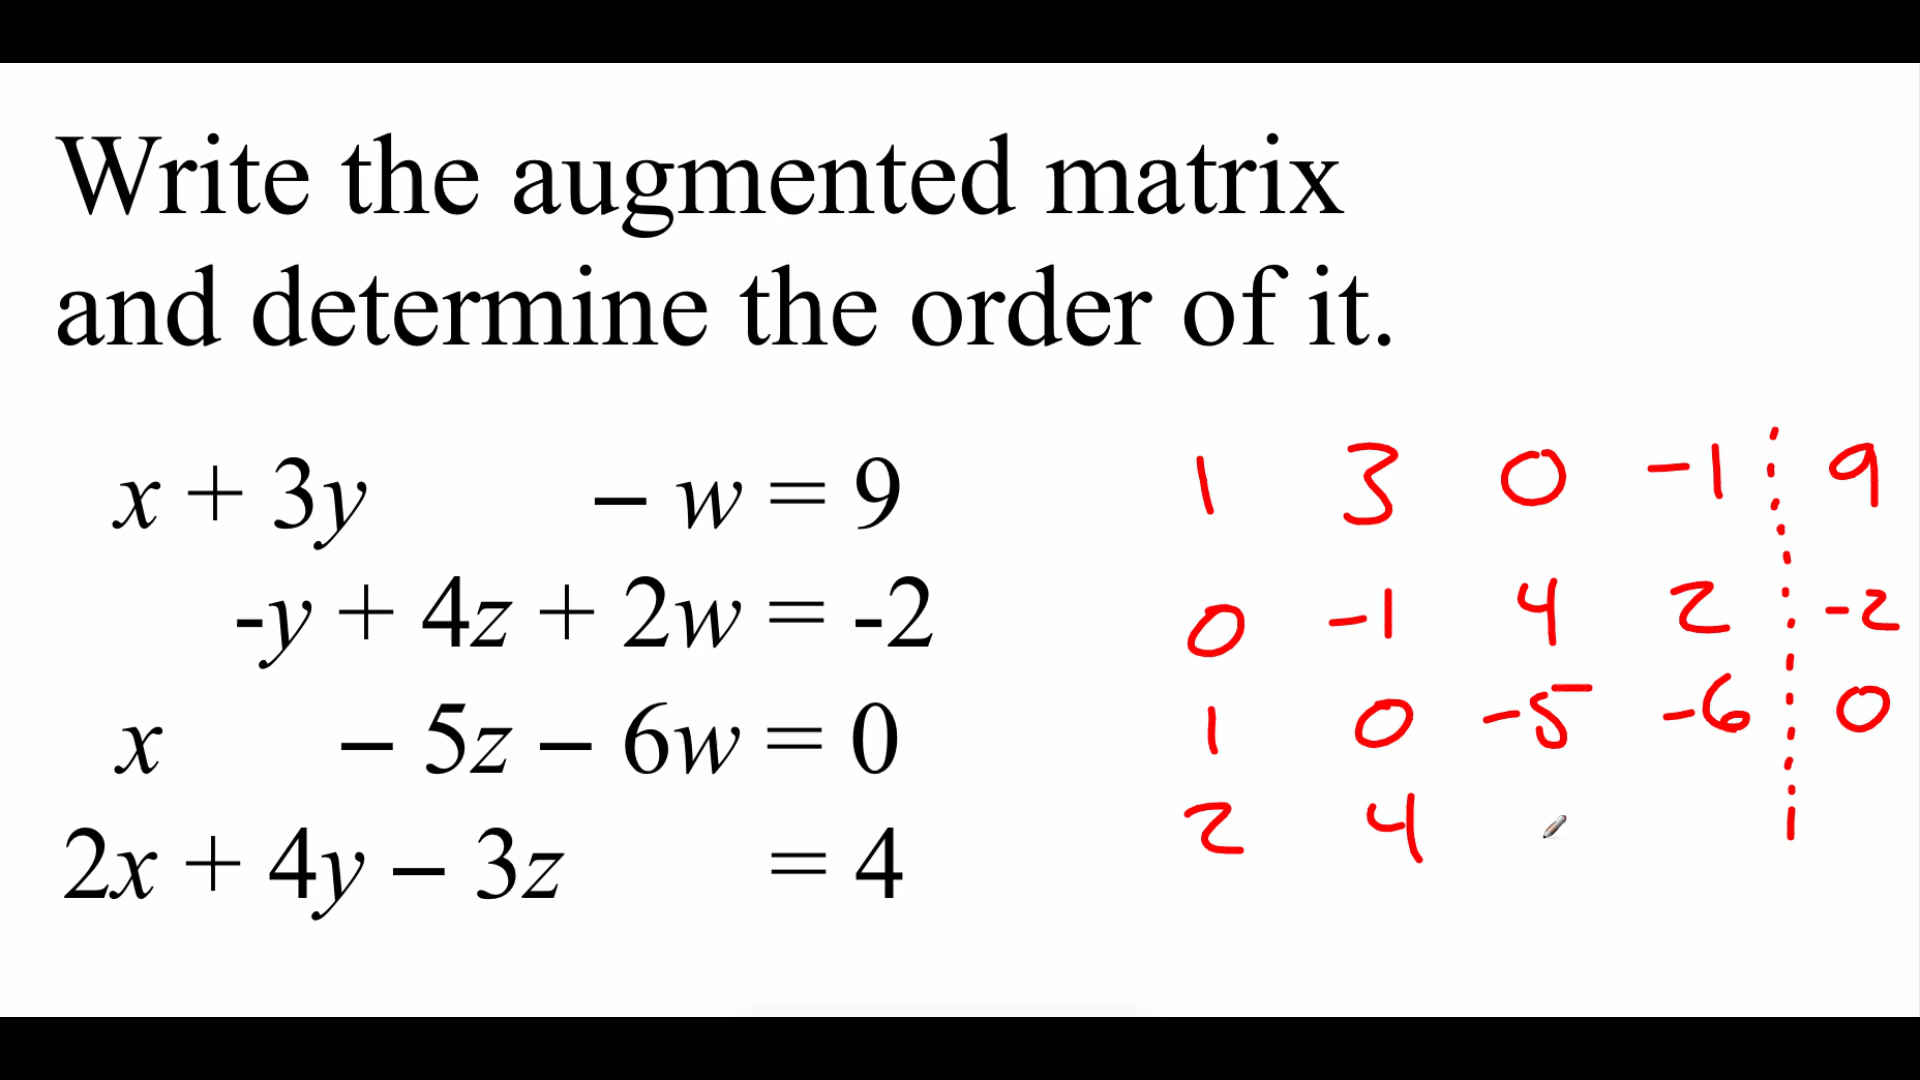 Write the augmented matrix
and determine the order of it.
x + 3y – w = 9
-y + 4z + 2w = -2
x – 5z – 6w = 0
2x + 4y – 3z = 4
1 3 0 -1 9
0 -1 4 2 -2
1 0 -5 -6 0
2 4